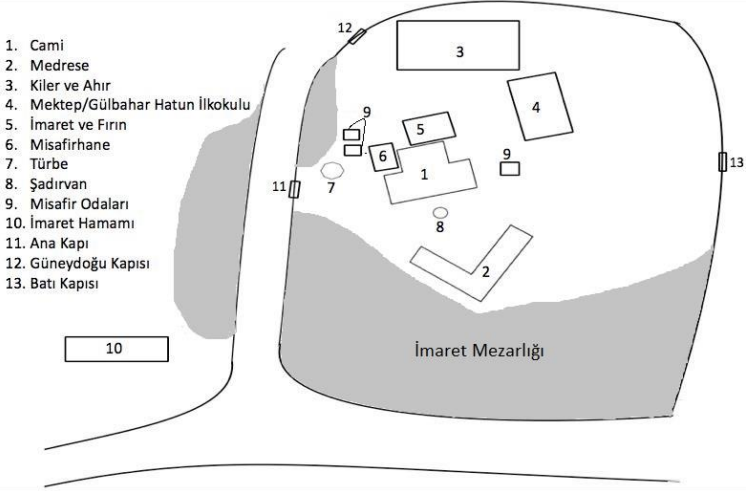 1. Cami
2. Medrese
3. Kiler ve Ahır
4. Mektep/Gülbahar Hatun İlkokulu
5. İmaret ve Fırın
6. Misafirhane
7. Türbe
8. Şadırvan
9. Misafir Odaları
10. İmaret Hamamı
11. Ana Kapı
12. Güneydoğu Kapısı
13. Batı Kapısı
12
3
4
9
5
6
9
13
1
7
11
8
2
10
İmaret Mezarlığı